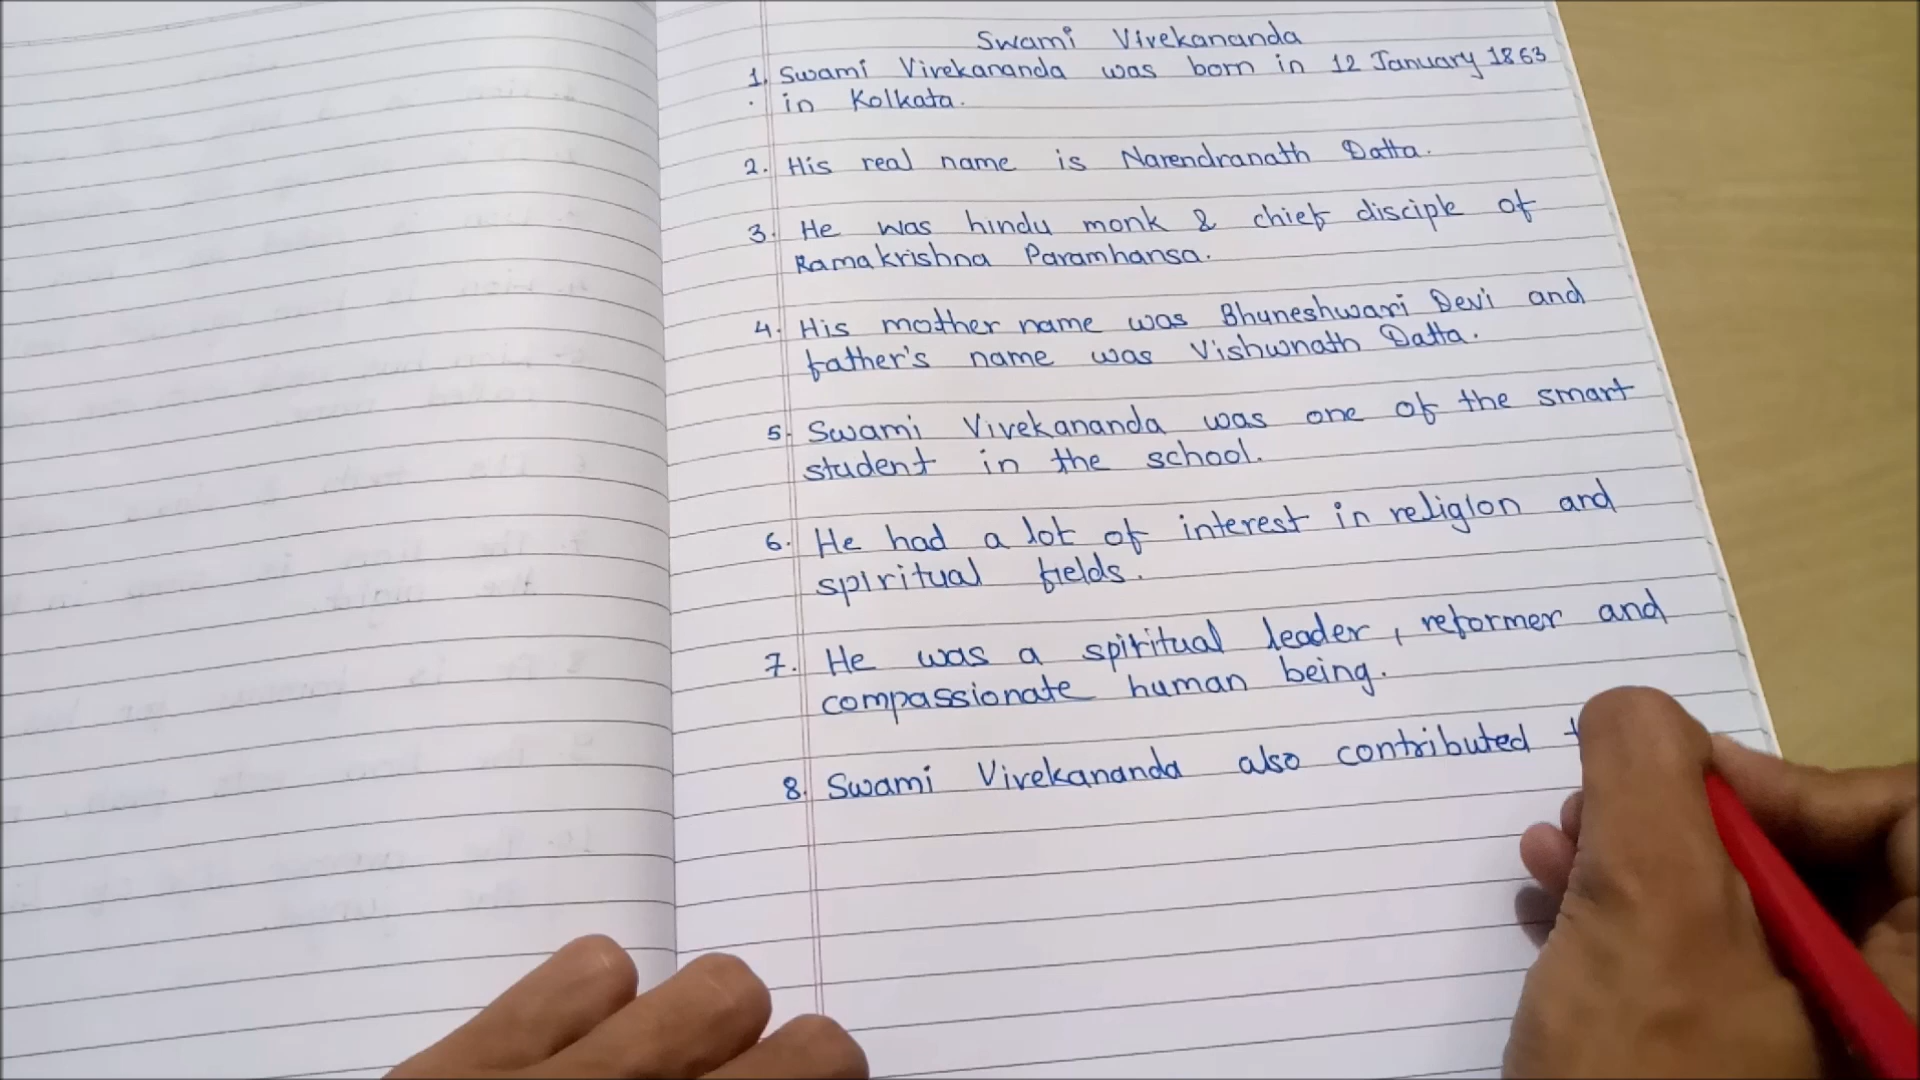 Swami Vivekananda
1. Swami Vivekananda was born in 12 January 1863
in Kolkata.
2. His real name is Narendranath Datta.
3. He was hindu monk & chief disciple of
Ramakrishna Paramhansa.
4. His mother name was Bhuneshwari Devi and
father's name was Vishwnath Datta.
5. Swami Vivekananda was one of the smart
student in the school.
6. He had a lot of interest in religion and
spiritual fields.
7. He was a spiritual leader, reformer and
compassionate human being.
8. Swami Vivekananda also contributed